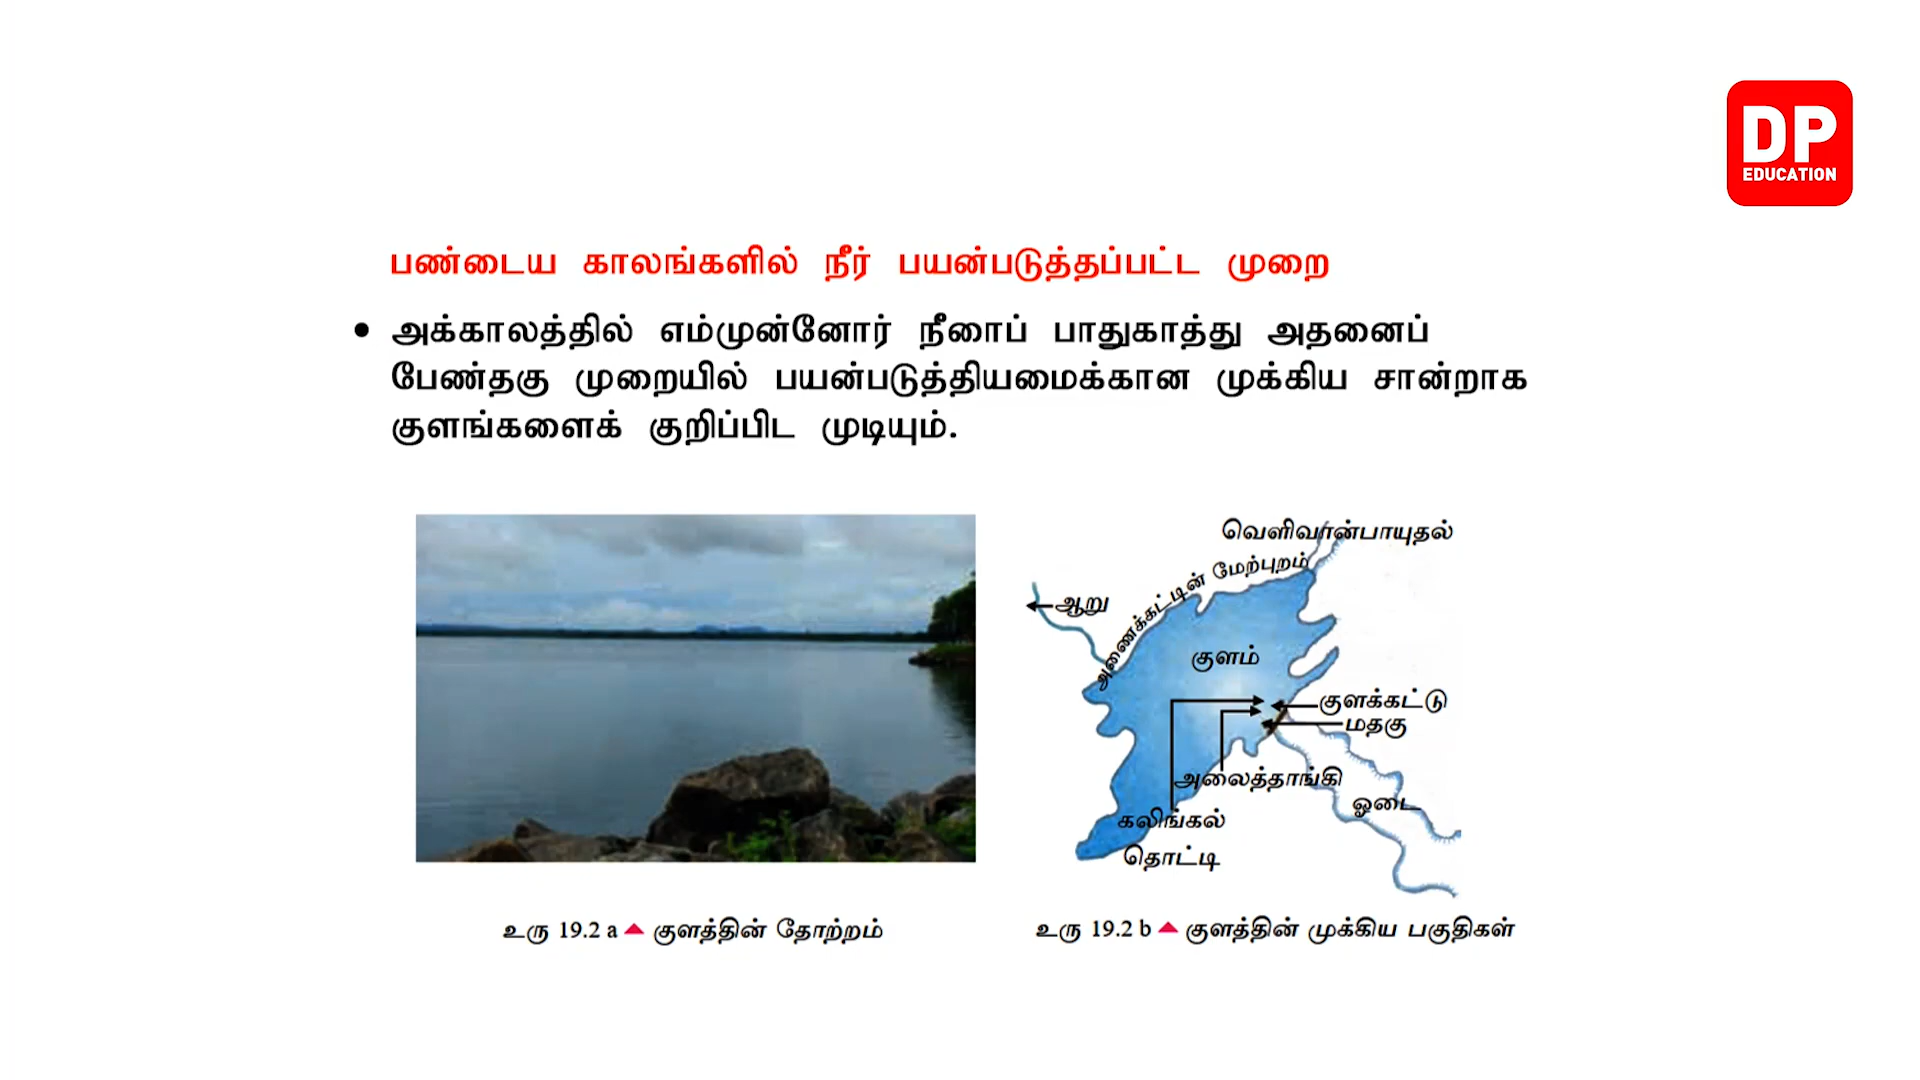 DP
EDUCATION
பண்டைய காலங்களில் நீர் பயன்படுத்தப்பட்ட முறை
• அக்காலத்தில் எம்முன்னோர் நீரைப் பாதுகாத்து அதனைப்
பேண்தகு முறையில் பயன்படுத்தியமைக்கான முக்கிய சான்றாக
குளங்களைக் குறிப்பிட முடியும்.
வெளிவான்பாயுதல்
அணைக்கட்டின் மேற்புறம்
ஆறு
குளம்
குளக்கட்டு
மதகு
அலைத்தாங்கி
ஓடை
கலிங்கல்
தொட்டி
உரு 19.2 a ▲ குளத்தின் தோற்றம்
உரு 19.2 b ▲ குளத்தின் முக்கிய பகுதிகள்